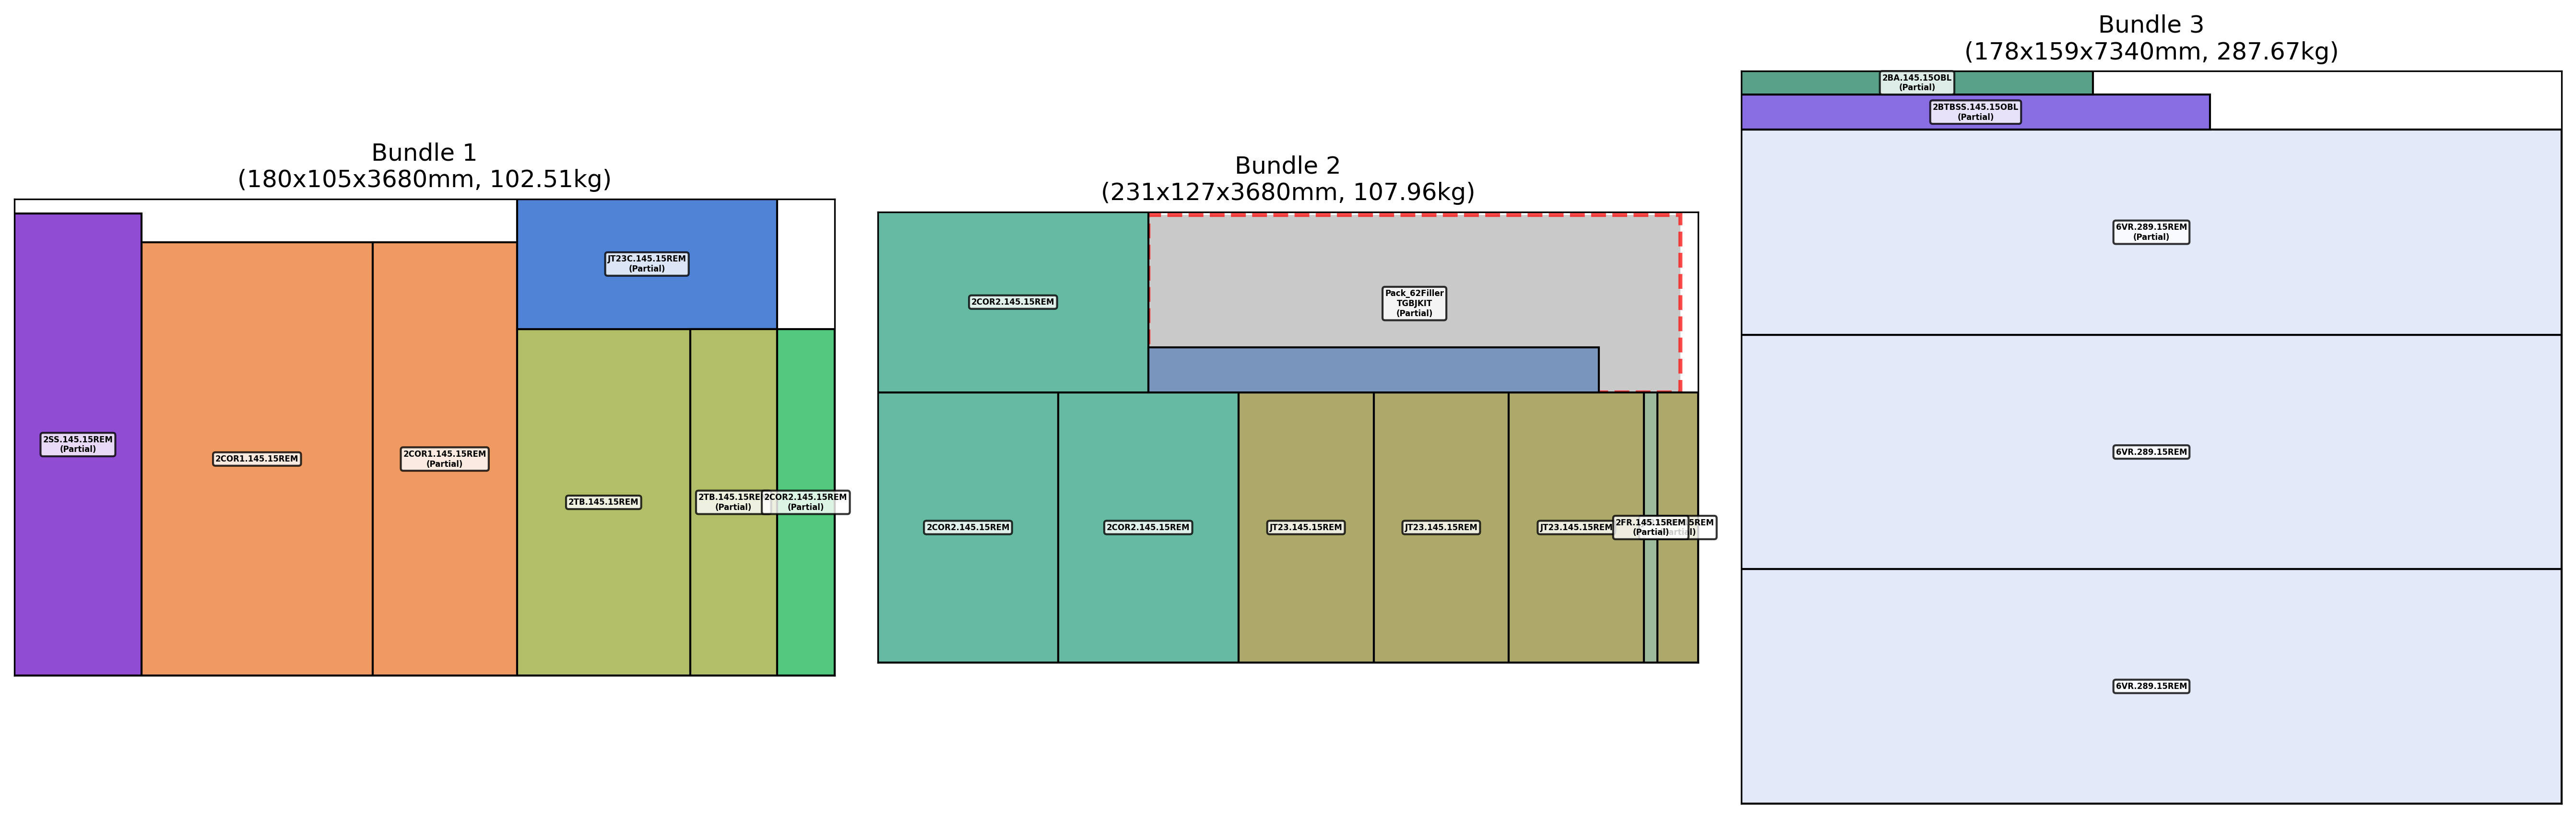 Bundle 1
(180x105x3680mm, 102.51kg)
2SS.145.15REM
(Partial)
2COR1.145.15REM
2COR1.145.15REM
(Partial)
JT23C.145.15REM
(Partial)
2TB.145.15REM
2TB.145.15RE
(Partial)
2COR2.145.15REM
(Partial)
Bundle 2
(231x127x3680mm, 107.96kg)
2COR2.145.15REM
Pack_62Filler
TGBJKIT
(Partial)
2COR2.145.15REM
2COR2.145.15REM
JT23.145.15REM
JT23.145.15REM
JT23.145.15REM
2FR.145.15REM
(Partial)
5REM
Bundle 3
(178x159x7340mm, 287.67kg)
2BA.145.15OBL
(Partial)
2BTBSS.145.15OBL
(Partial)
6VR.289.15REM
(Partial)
6VR.289.15REM
6VR.289.15REM